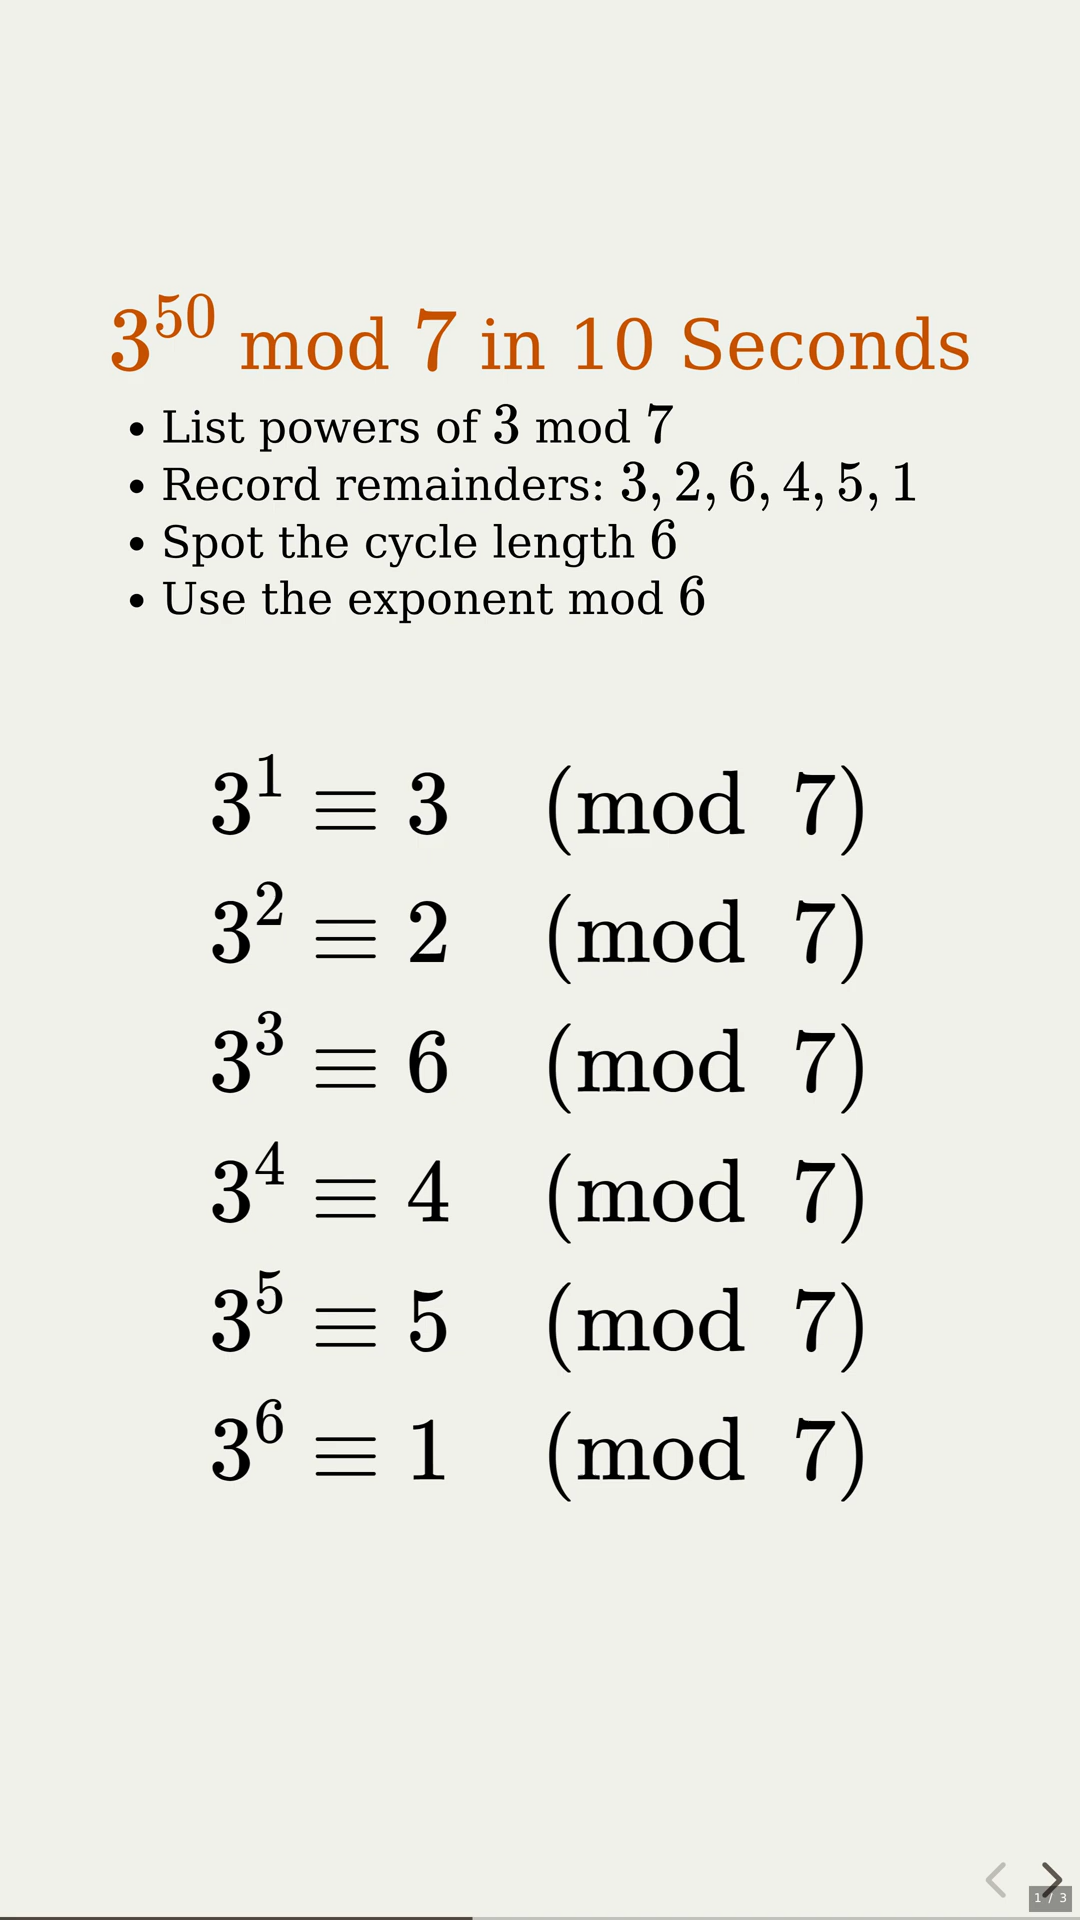 3^50 mod 7 in 10 Seconds
• List powers of 3 mod 7
• Record remainders: 3, 2, 6, 4, 5, 1
• Spot the cycle length 6
• Use the exponent mod 6
3^1 ≡ 3 (mod 7)
3^2 ≡ 2 (mod 7)
3^3 ≡ 6 (mod 7)
3^4 ≡ 4 (mod 7)
3^5 ≡ 5 (mod 7)
3^6 ≡ 1 (mod 7)
1 / 3